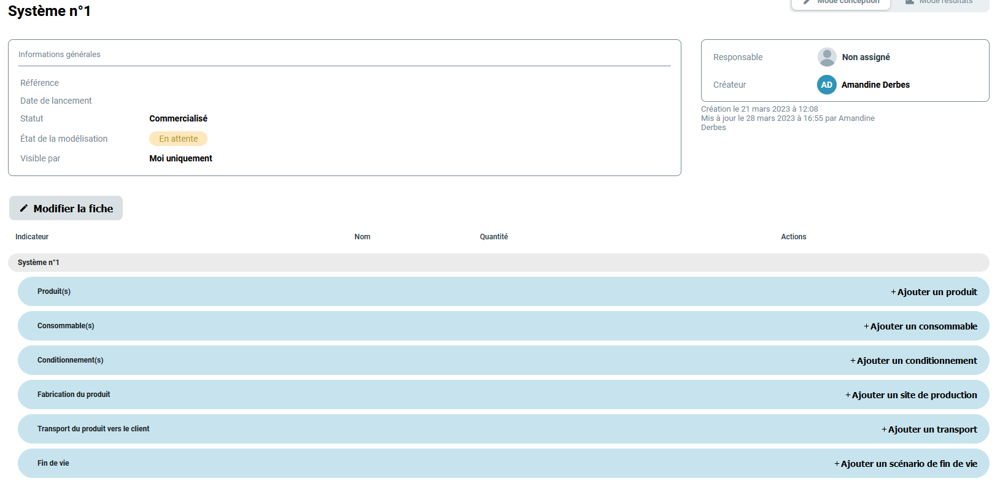 Système n°1
Mode conception
Mode résultats
Informations générales
Référence
Date de lancement
Statut Commercialisé
État de la modélisation En attente
Visible par Moi uniquement
Responsable Non assigné
Créateur AD Amandine Derbes
Création le 21 mars 2023 à 12:08
Mis à jour le 28 mars 2023 à 16:55 par Amandine
Derbes
Modifier la fiche
Indicateur Nom Quantité Actions
Système n°1
Produit(s) +Ajouter un produit
Consommable(s) +Ajouter un consommable
Conditionnement(s) +Ajouter un conditionnement
Fabrication du produit +Ajouter un site de production
Transport du produit vers le client +Ajouter un transport
Fin de vie +Ajouter un scénario de fin de vie